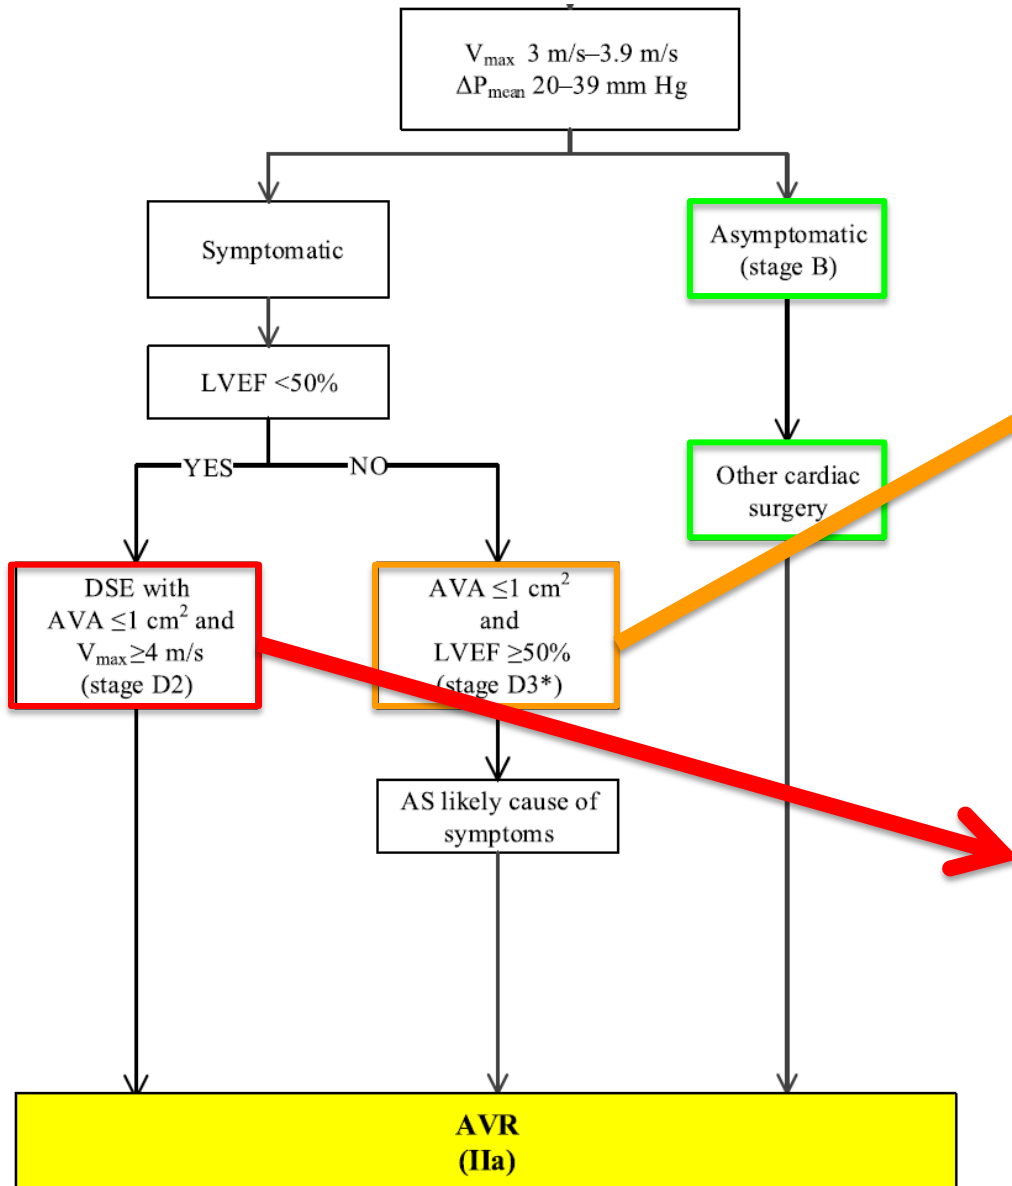 Vmax 3 m/s–3.9 m/s
ΔPmean 20–39 mm Hg
Symptomatic
Asymptomatic
(stage B)
LVEF <50%
YES
NO
Other cardiac
surgery
DSE with
AVA ≤1 cm²and
Vmax ≥4 m/s
(stage D2)
AVA ≤1 cm²
and
LVEF ≥50%
(stage D3*)
AS likely cause of
symptoms
AVR
(IIa)